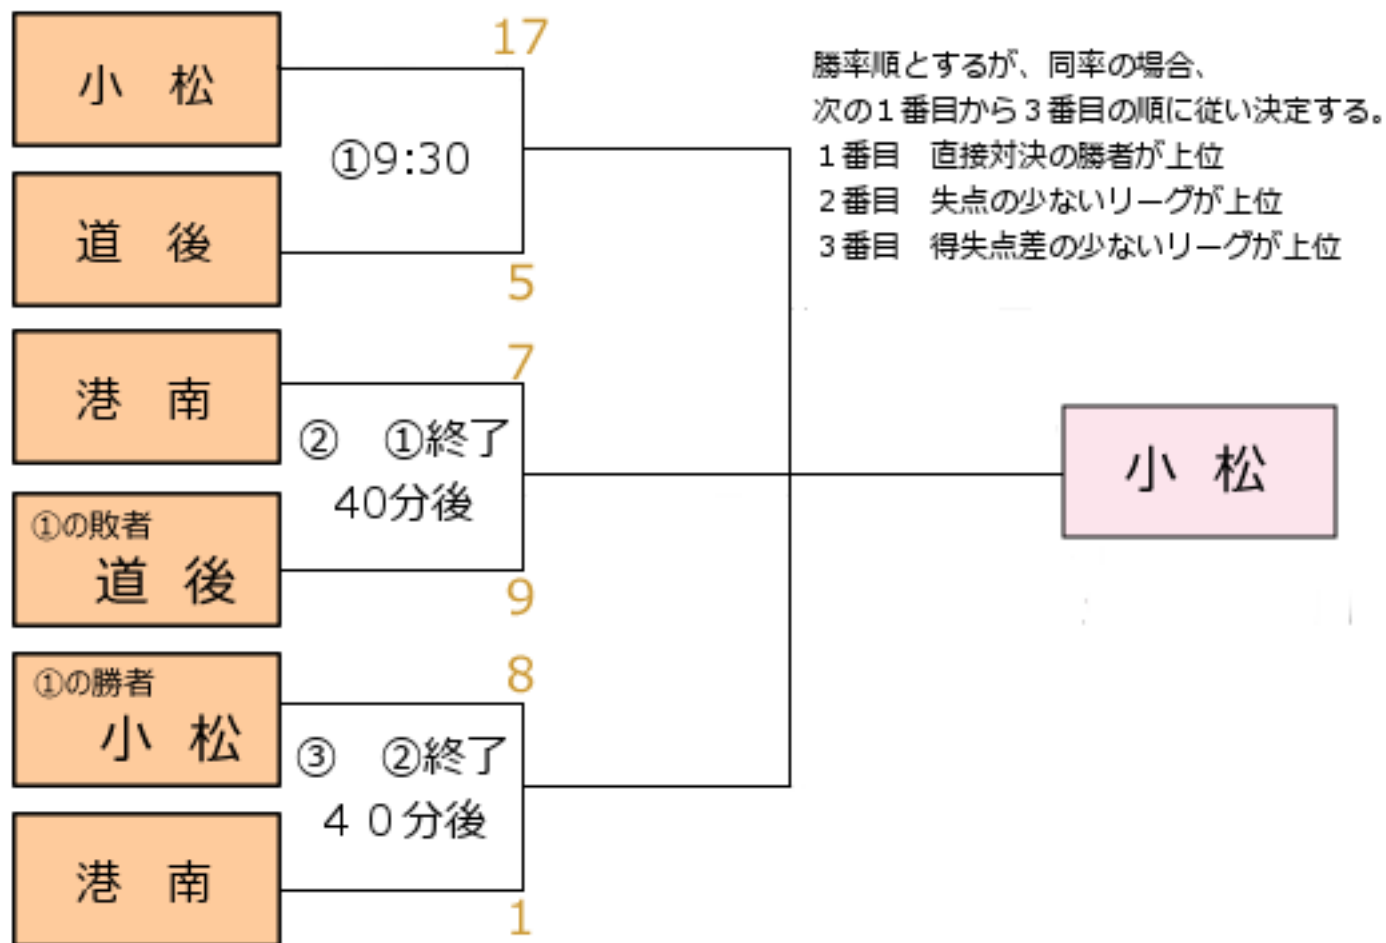 小　松
17
①9:30
道　後
5
勝率順とするが、同率の場合、
次の１番目から３番目の順に従い決定する。
１番目　直接対決の勝者が上位
２番目　失点の少ないリーグが上位
３番目　得失点差の少ないリーグが上位
港　南
7
②　①終了
40分後
①の敗者
道　後
9
小　松
①の勝者
小　松
8
③　②終了
４０分後
港　南
1